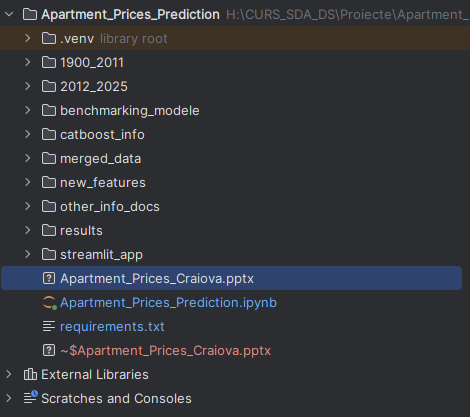 Apartment_Prices_Prediction H:\CURS_SDA_DS\Proiecte\Apartment_
.venv library root
1900_2011
2012_2025
benchmarking_modele
catboost_info
merged_data
new_features
other_info_docs
results
streamlit_app
Apartment_Prices_Craiova.pptx
Apartment_Prices_Prediction.ipynb
requirements.txt
~$Apartment_Prices_Craiova.pptx
External Libraries
Scratches and Consoles